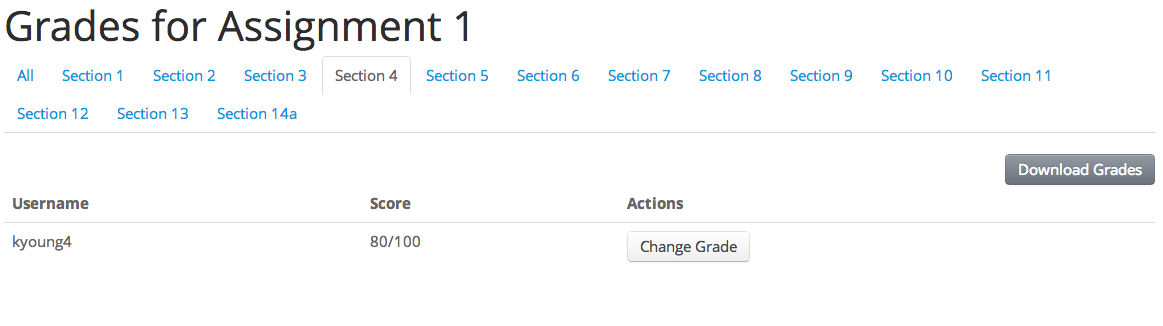 Grades for Assignment 1
All Section 1 Section 2 Section 3 Section 4 Section 5 Section 6 Section 7 Section 8 Section 9 Section 10 Section 11
Section 12 Section 13 Section 14a
Download Grades
Username Score Actions
kyoung4 80/100 Change Grade